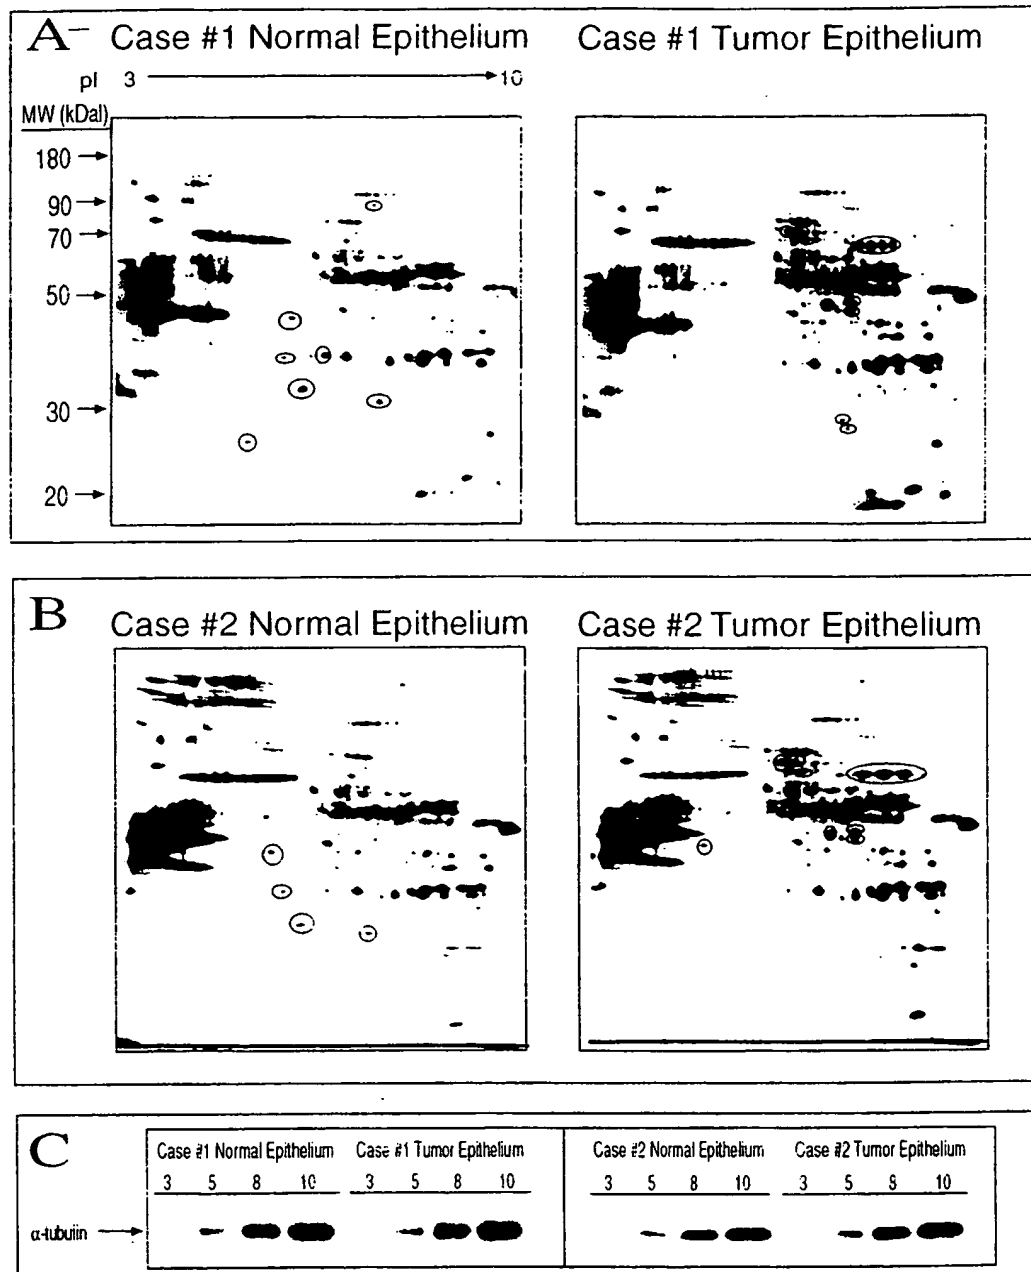 A Case #1 Normal Epithelium Case #1 Tumor Epithelium
pI 3 10
MW (kDal)
180
90
70
50
30
20
B Case #2 Normal Epithelium Case #2 Tumor Epithelium
C Case #1 Normal Epithelium Case #1 Tumor Epithelium Case #2 Normal Epithelium Case #2 Tumor Epithelium
3 5 8 10 3 5 8 10 3 5 8 10 3 5 8 10
α-tubulin